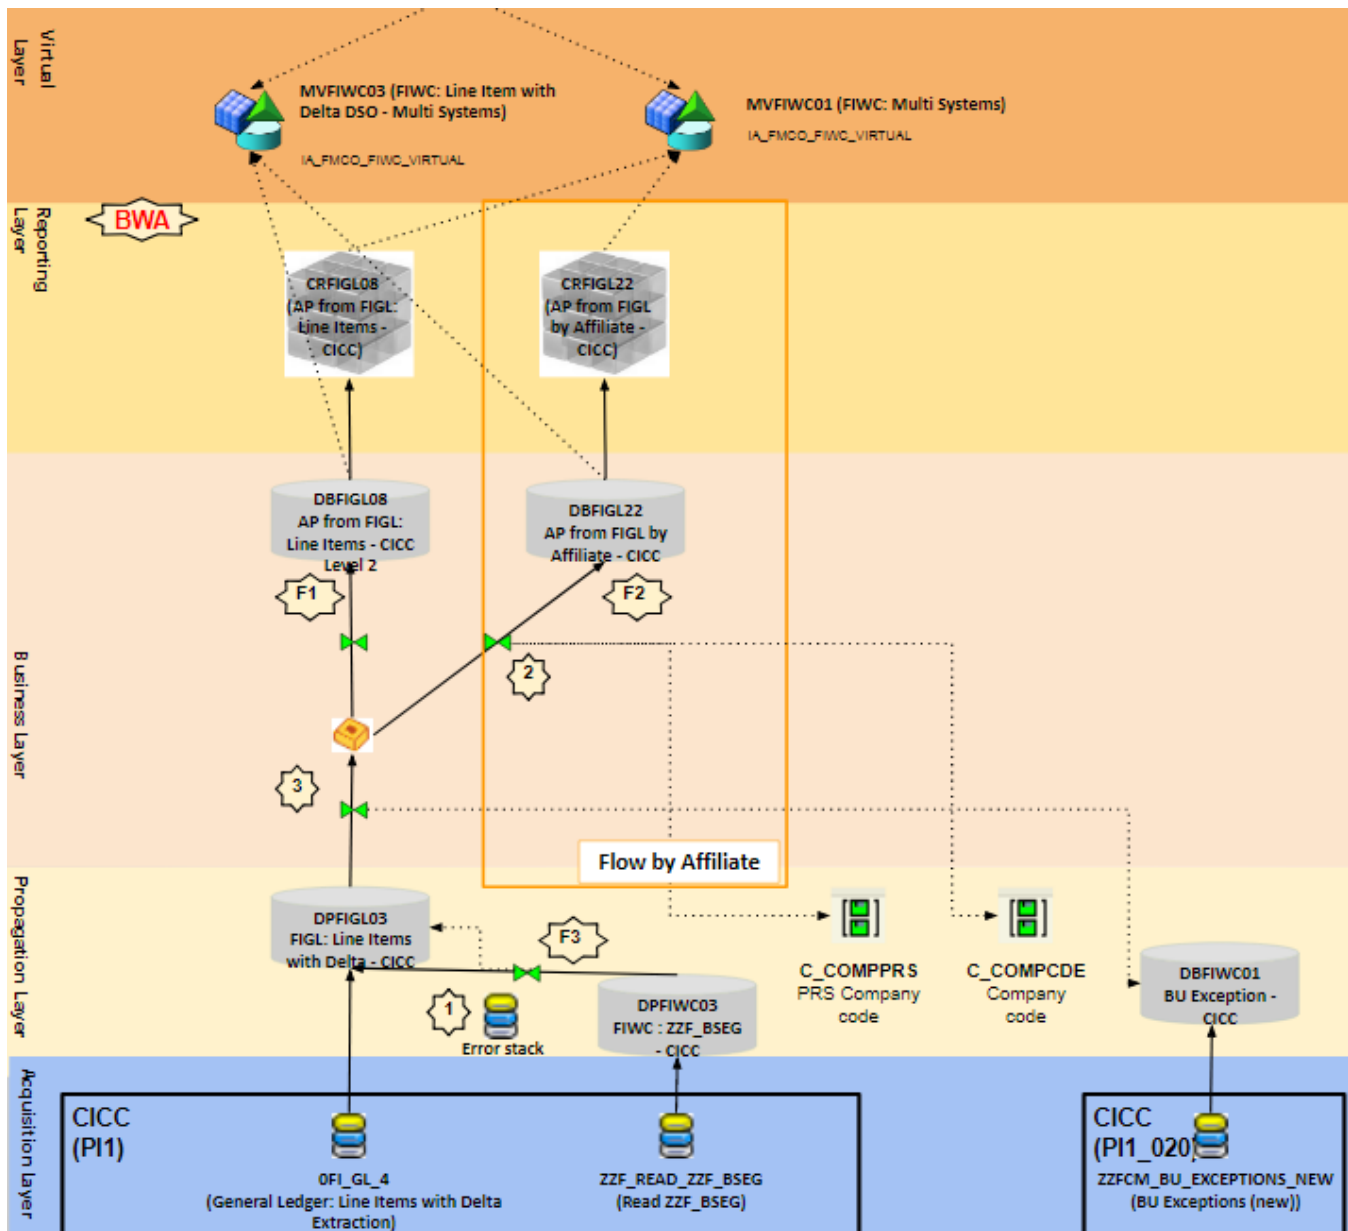 Virtual
Layer
MVFIWC03 (FIWC: Line Item with
Delta DSO - Multi Systems)
IA_FMCO_FIWC_VIRTUAL
MVFIWC01 (FIWC: Multi Systems)
IA_FMCO_FIWC_VIRTUAL
Reporting
Layer
BWA
CRFIGL08
(AP from FIGL:
Line Items -
CICC)
CRFIGL22
(AP from FIGL
by Affiliate -
CICC)
Business Layer
DBFIGL08
AP from FIGL:
Line Items - CICC
Level 2
DBFIGL22
AP from FIGL by
Affiliate - CICC
F1
F2
2
3
Flow by Affiliate
Propagation Layer
DPFIGL03
FIGL: Line Items
with Delta - CICC
F3
1
Error stack
DPFIWC03
FIWC : ZZF_BSEG
- CICC
C_COMPPRS
PRS Company
code
C_COMPCDE
Company
code
DBFIWC01
BU Exception -
CICC
Acquisition layer
CICC
(PI1)
0FI_GL_4
(General Ledger: Line Items with Delta
Extraction)
ZZF_READ_ZZF_BSEG
(Read ZZF_BSEG)
CICC
(PI1_020)
ZZFCM_BU_EXCEPTIONS_NEW
(BU Exceptions (new))